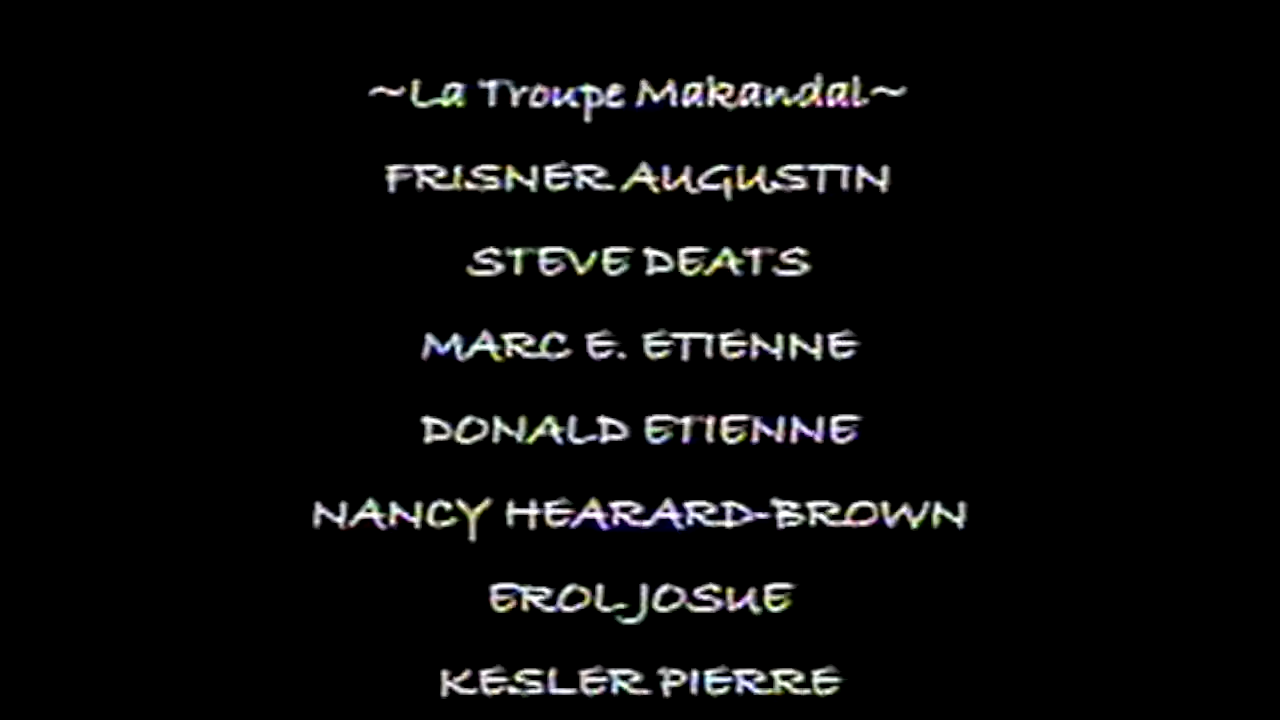 ~La Troupe Makandal~
FRISNER AUGUSTIN
STEVE DEATS
MARC E. ETIENNE
DONALD ETIENNE
NANCY HEARARD-BROWN
EROL JOSUE
KESLER PIERRE